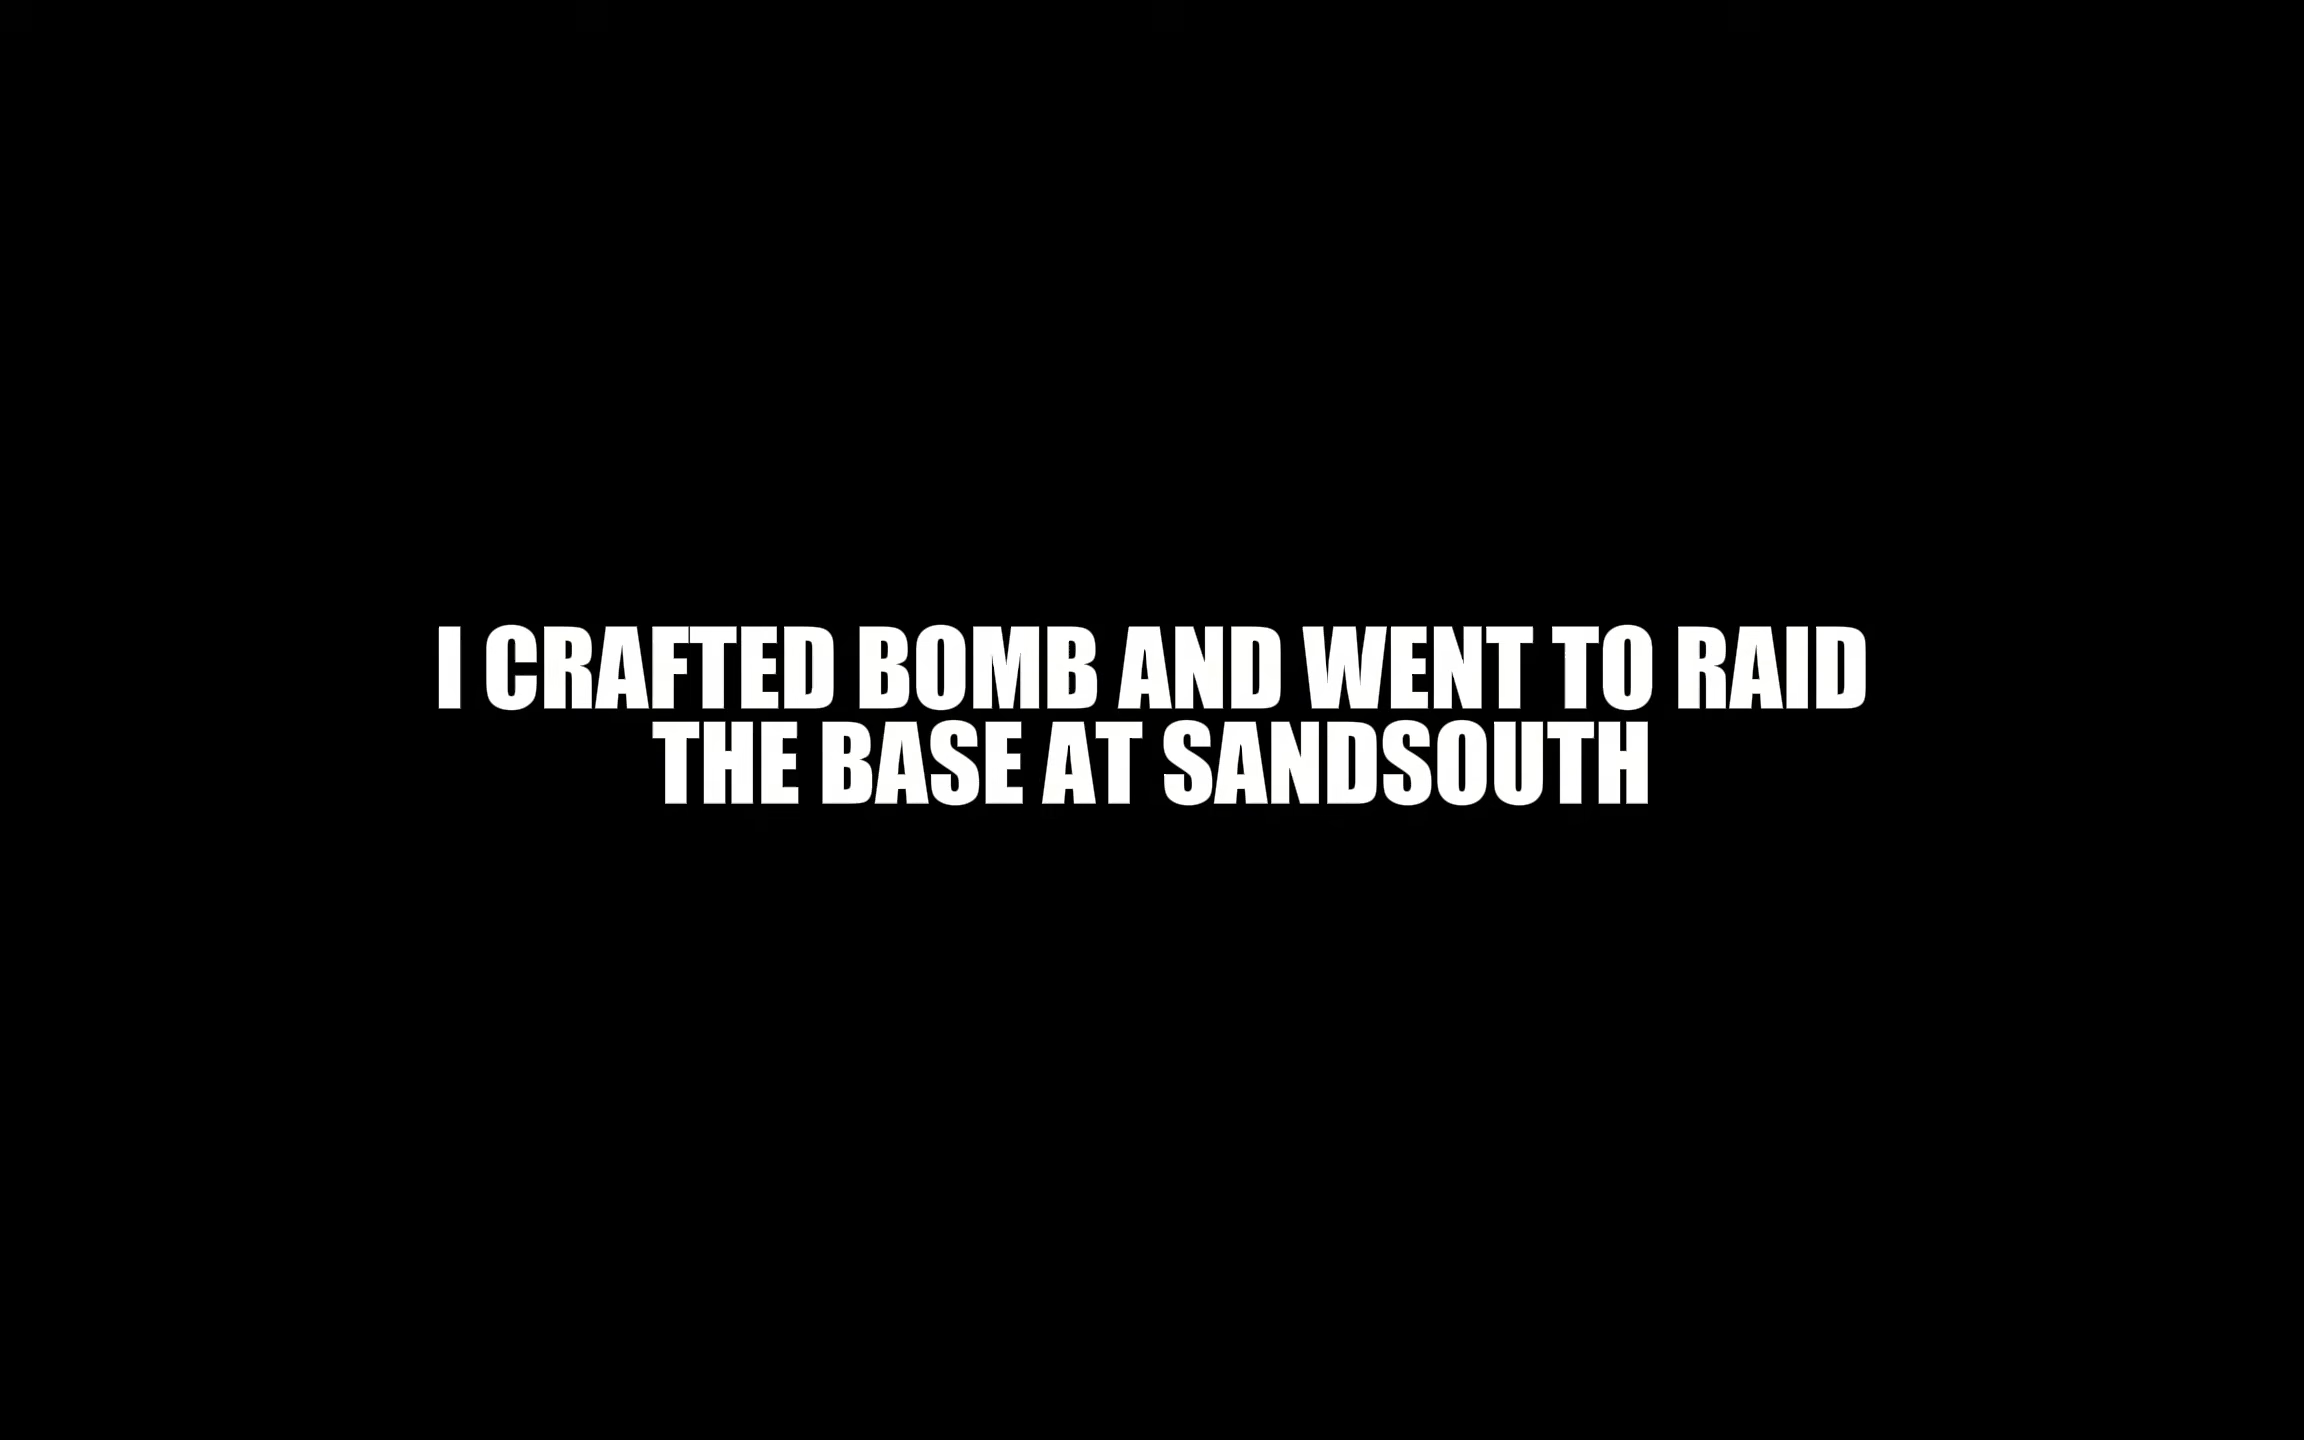 I CRAFTED BOMB AND WENT TO RAID
THE BASE AT SANDSOUTH